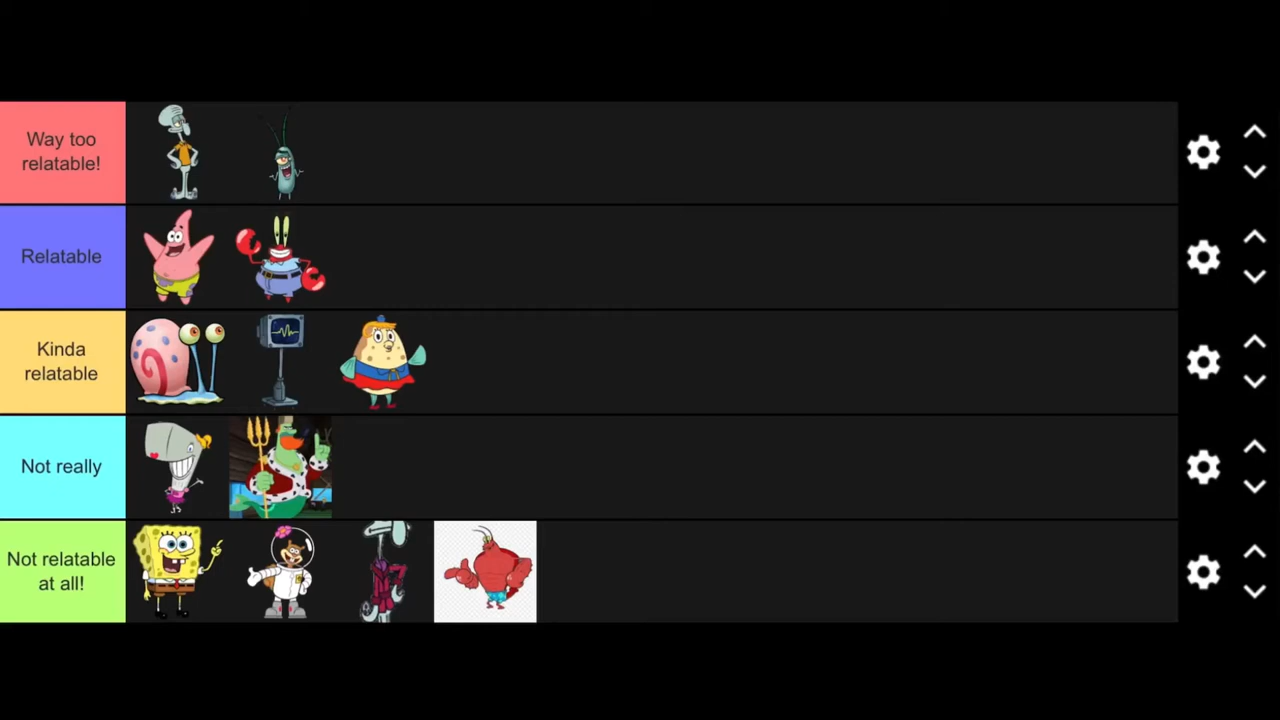 Way too
relatable!
Relatable
Kinda
relatable
Not really
Not relatable
at all!